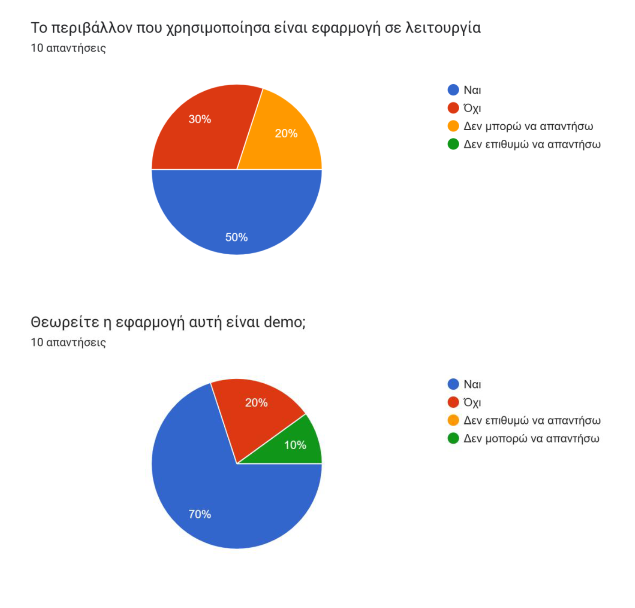 Το περιβάλλον που χρησιμοποίησα είναι εφαρμογή σε λειτουργία
10 απαντήσεις
Ναι
Όχι
Δεν μπορώ να απαντήσω
Δεν επιθυμώ να απαντήσω
30%
20%
50%
Θεωρείτε η εφαρμογή αυτή είναι demo;
10 απαντήσεις
Ναι
Όχι
Δεν επιθυμώ να απαντήσω
Δεν μοπορώ να απαντήσω
20%
10%
70%